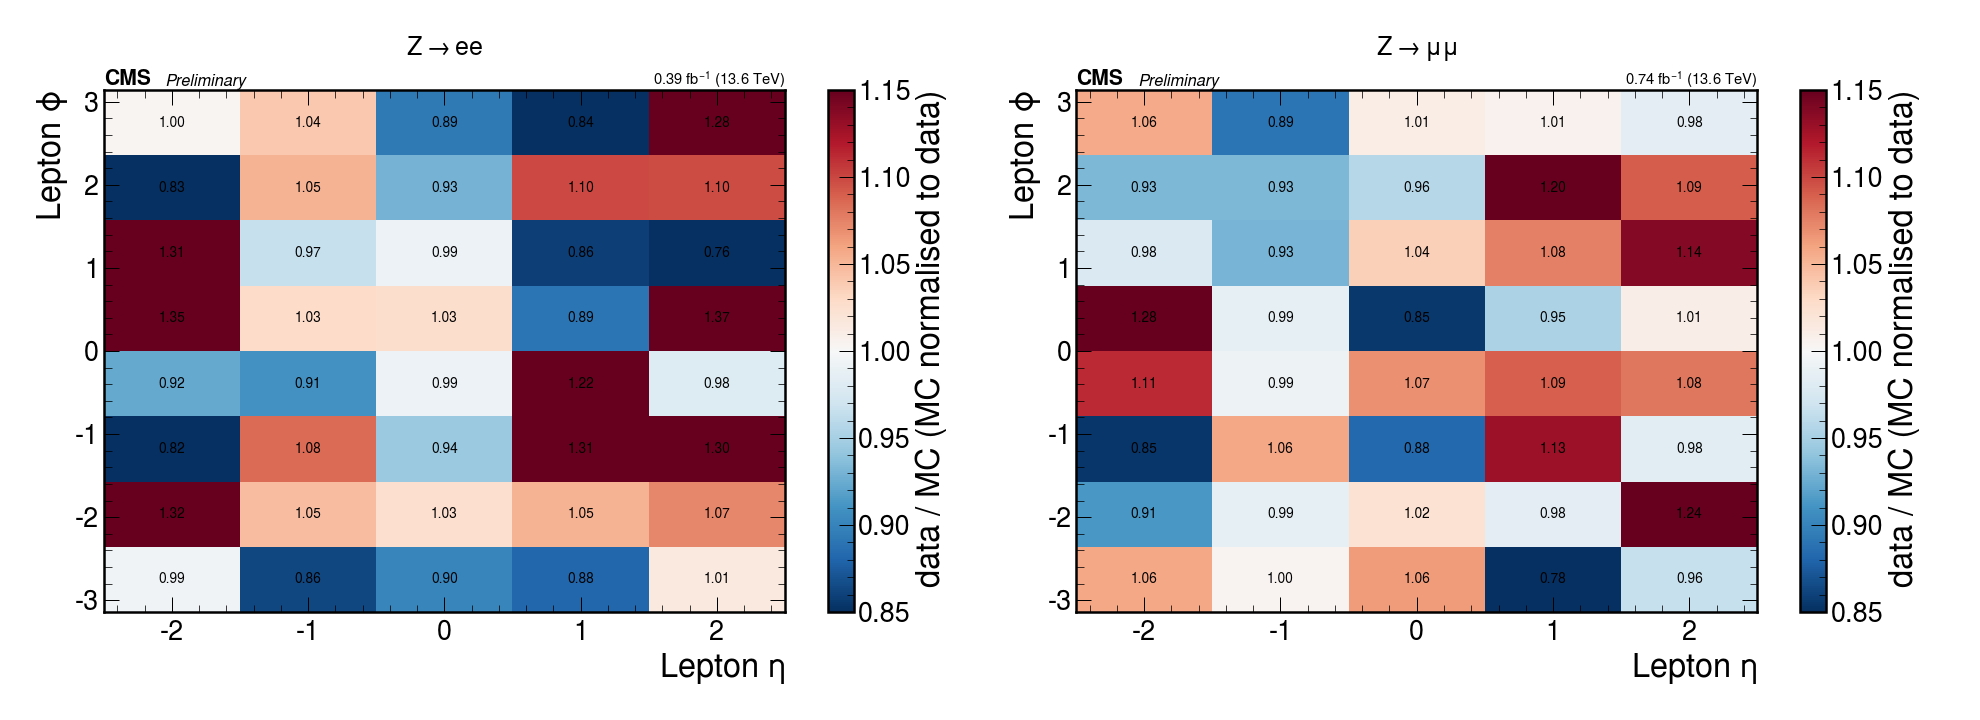 Z → ee
CMS Preliminary 0.39 fb⁻¹ (13.6 TeV)
Lepton ϕ
3
2
1
0
-1
-2
-3
1.00 1.04 0.89 0.84 1.28
0.83 1.05 0.93 1.10 1.10
1.31 0.97 0.99 0.86 0.76
1.35 1.03 1.03 0.89 1.37
0.92 0.91 0.99 1.22 0.98
0.82 1.08 0.94 1.31 1.30
1.32 1.05 1.03 1.05 1.07
0.99 0.86 0.90 0.88 1.01
-2 -1 0 1 2
Lepton η
1.15
1.10
1.05
1.00
0.95
0.90
0.85
data / MC (MC normalised to data)
Z → μμ
CMS Preliminary 0.74 fb⁻¹ (13.6 TeV)
Lepton ϕ
3
2
1
0
-1
-2
-3
1.06 0.89 1.01 1.01 0.98
0.93 0.93 0.96 1.20 1.09
0.98 0.93 1.04 1.08 1.14
1.28 0.99 0.85 0.95 1.01
1.11 0.99 1.07 1.09 1.08
0.85 1.06 0.88 1.13 0.98
0.91 0.99 1.02 0.98 1.24
1.06 1.00 1.06 0.78 0.96
-2 -1 0 1 2
Lepton η
1.15
1.10
1.05
1.00
0.95
0.90
0.85
data / MC (MC normalised to data)